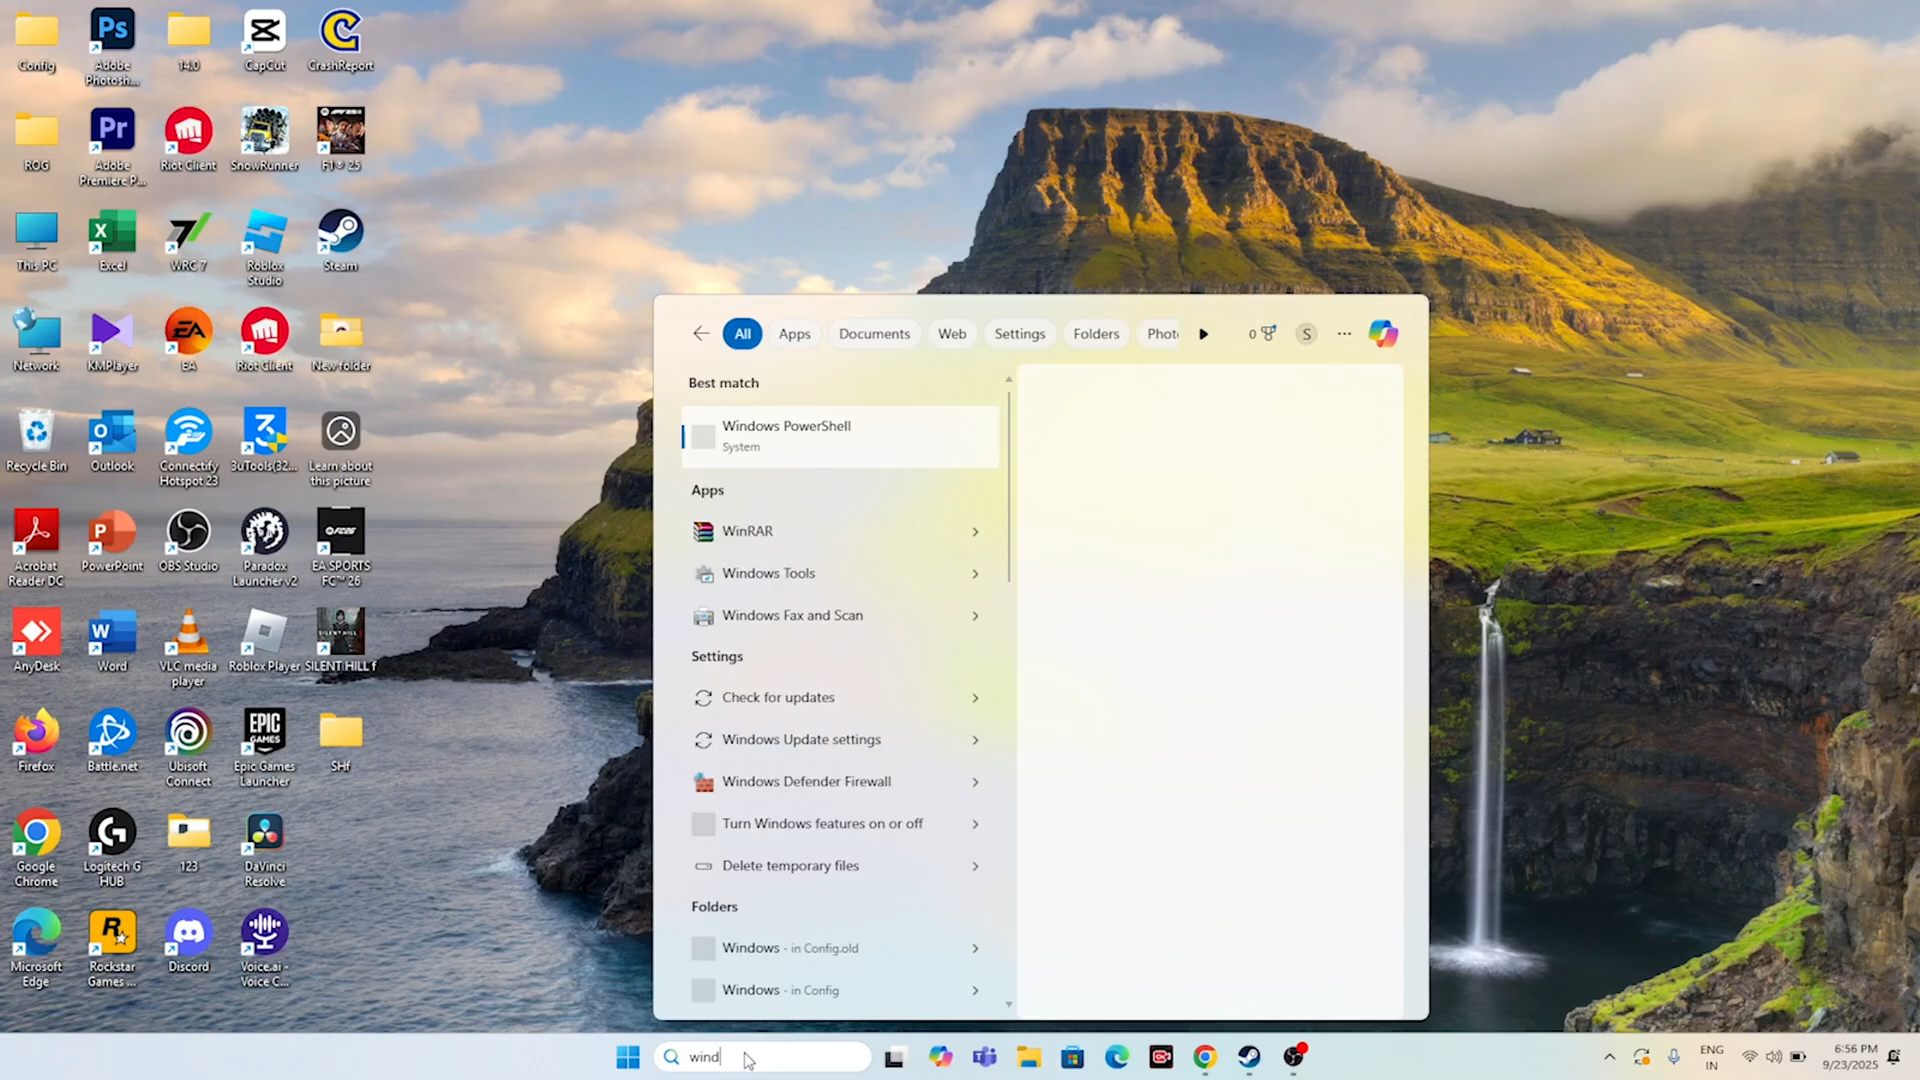 Config
Adobe
Photosh...
14.0
CapCut
CrashReport
ROG
Adobe
Premiere P...
Riot Client
SnowRunner
F1® 25
This PC
Excel
WRC 7
Roblox
Studio
Steam
Network
KMPlayer
EA
Riot Client
New folder
Recycle Bin
Outlook
Connectify
Hotspot 23
3uTools(32...
Learn about
this picture
Acrobat
Reader DC
PowerPoint
OBS Studio
Paradox
Launcher v2
EA SPORTS
FC™ 26
AnyDesk
Word
VLC media
player
Roblox Player
SILENT HILL f
Firefox
Battle.net
Ubisoft
Connect
Epic Games
Launcher
SHf
Google
Chrome
Logitech G
HUB
123
DaVinci
Resolve
Microsoft
Edge
Rockstar
Games ...
Discord
Voice.ai -
Voice C...
All
Apps
Documents
Web
Settings
Folders
Phot
0
S
Best match
Windows PowerShell
System
Apps
WinRAR
Windows Tools
Windows Fax and Scan
Settings
Check for updates
Windows Update settings
Windows Defender Firewall
Turn Windows features on or off
Delete temporary files
Folders
Windows - in Config.old
Windows - in Config
wind
ENG
IN
6:56 PM
9/23/2025